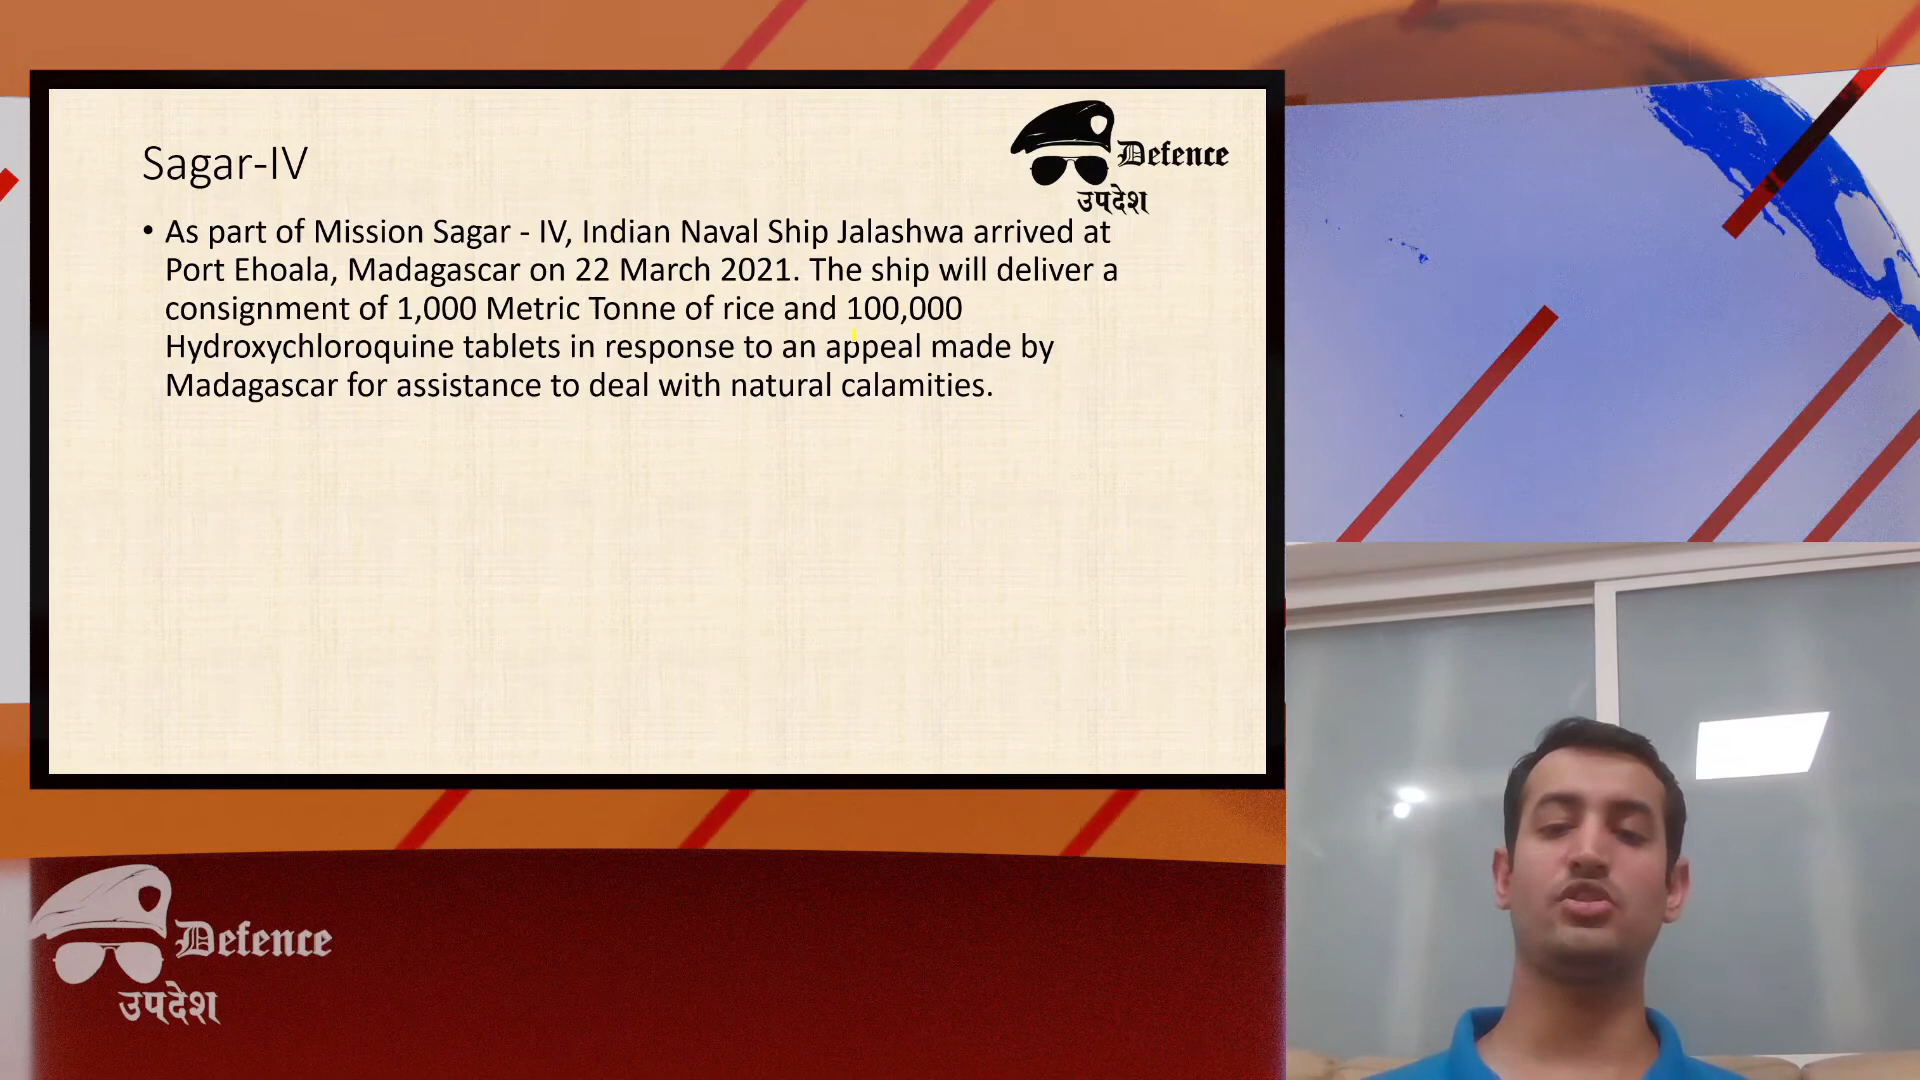 Sagar-IV
Defence
उपदेश
• As part of Mission Sagar - IV, Indian Naval Ship Jalashwa arrived at
Port Ehoala, Madagascar on 22 March 2021. The ship will deliver a
consignment of 1,000 Metric Tonne of rice and 100,000
Hydroxychloroquine tablets in response to an appeal made by
Madagascar for assistance to deal with natural calamities.
Defence
उपदेश